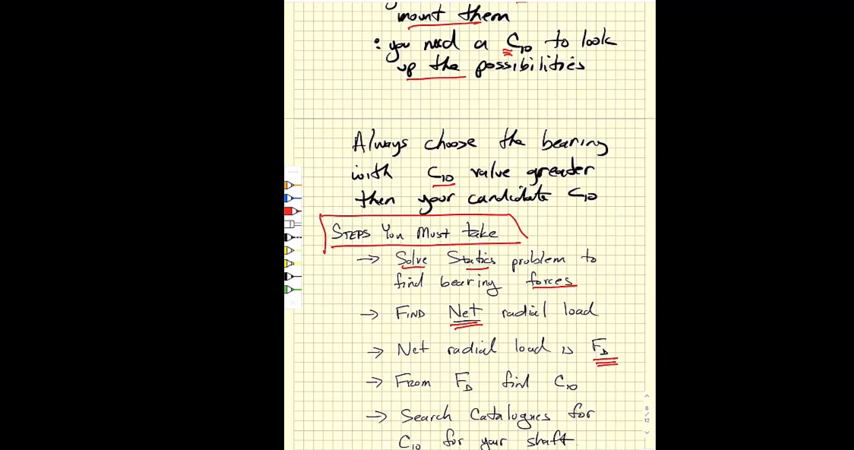 mount them
: you need a C10 to look
up the possibilities
Always choose the bearing
with C10 value greader
then your candidate C10
STEPS You Must take
→ Solve Statics problem to
find bearing forces
→ FIND Net radial load
→ Net radial load is FD
→ From FD find C10
→ Search Catalogues for
C10 for your shaft